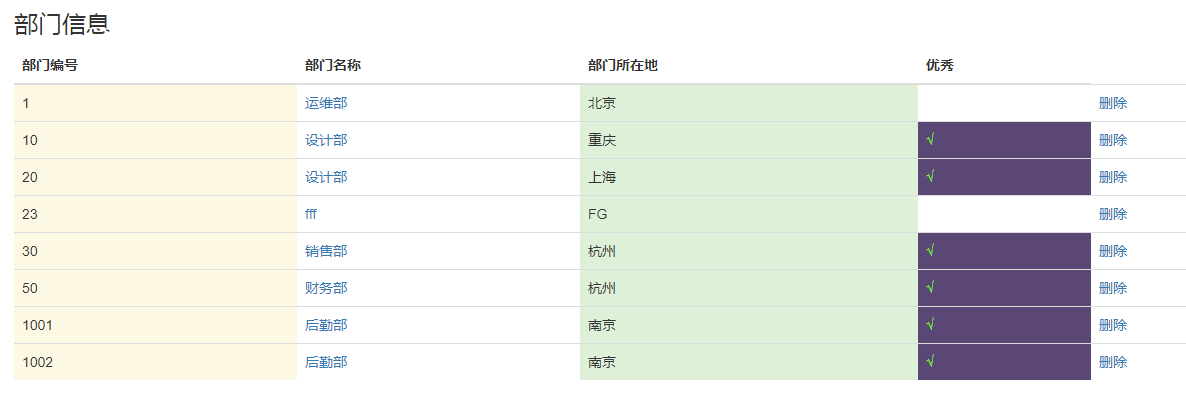 部门信息
部门编号 部门名称 部门所在地 优秀
1 运维部 北京 删除
10 设计部 重庆 √ 删除
20 设计部 上海 √ 删除
23 fff FG 删除
30 销售部 杭州 √ 删除
50 财务部 杭州 √ 删除
1001 后勤部 南京 √ 删除
1002 后勤部 南京 √ 删除